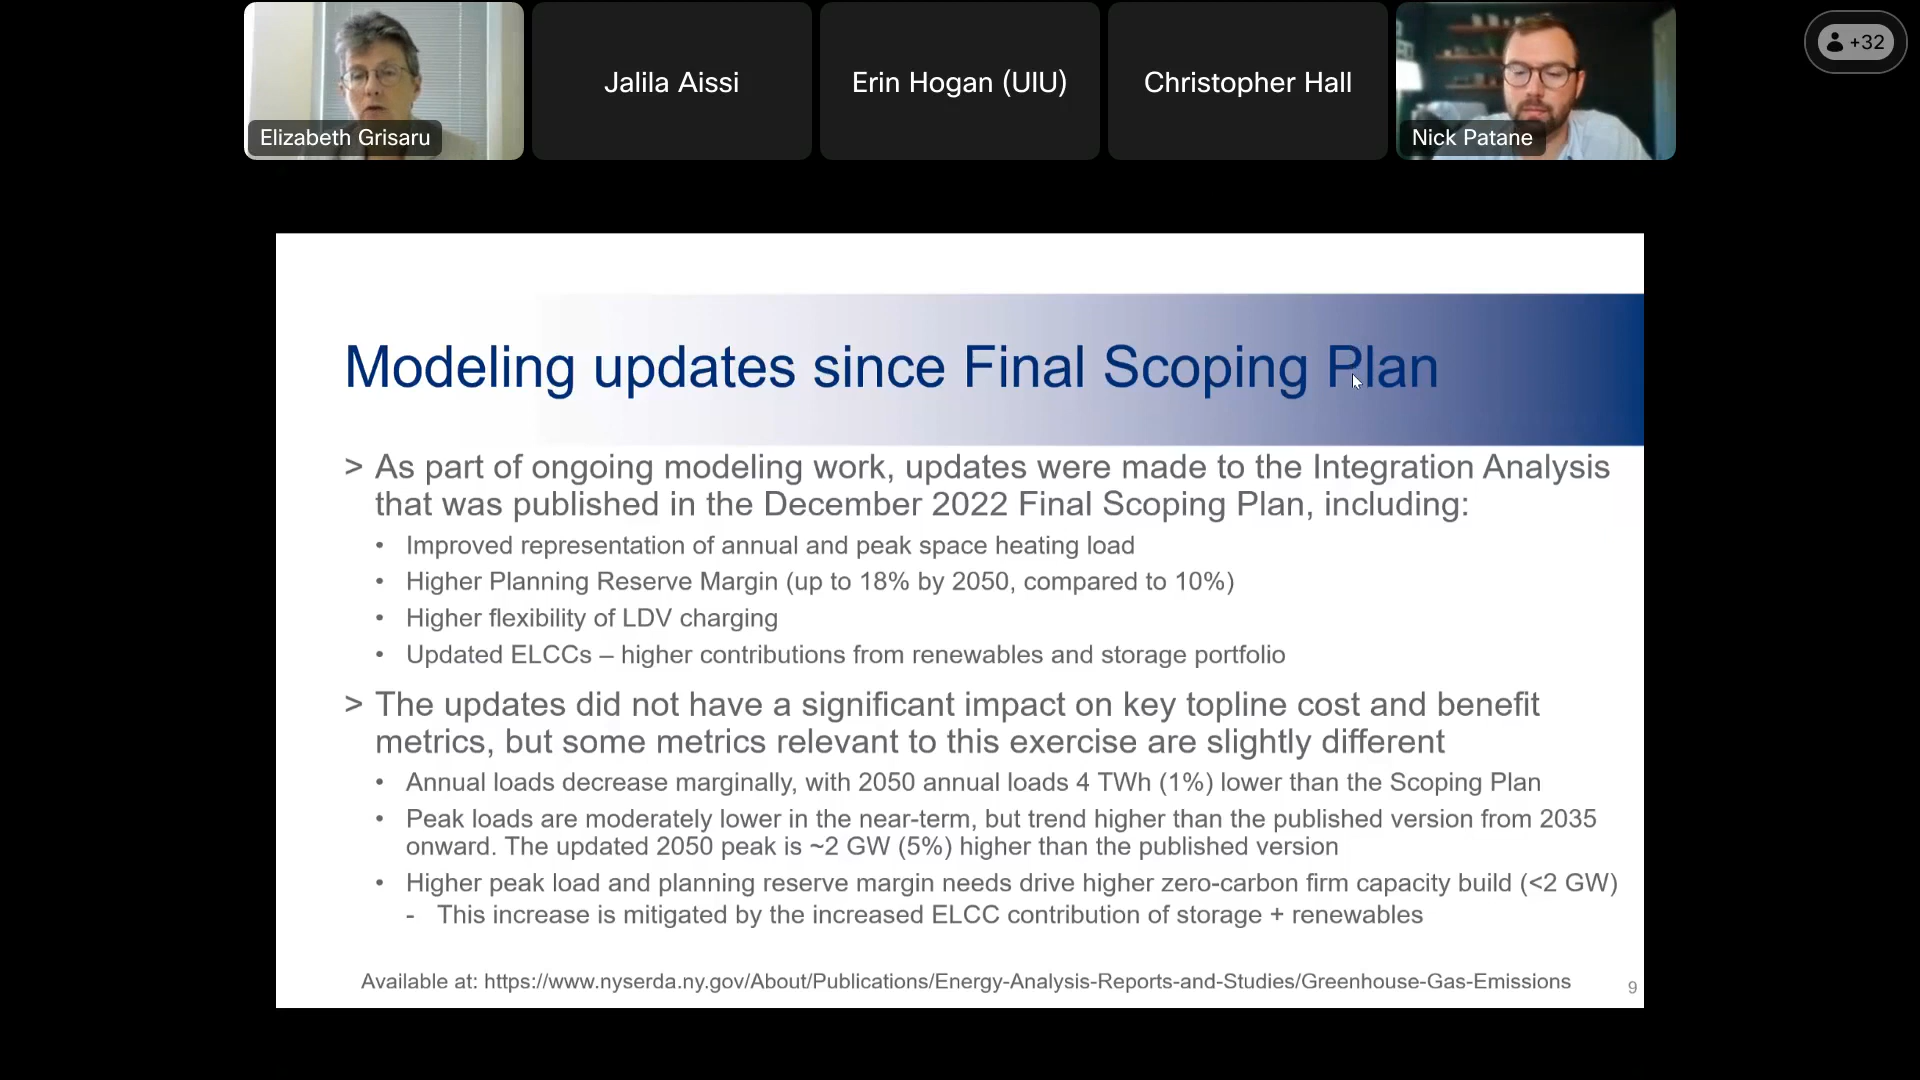 Jalila Aissi
Erin Hogan (UIU)
Christopher Hall
+32
Elizabeth Grisaru
Nick Patane
Modeling updates since Final Scoping Plan
> As part of ongoing modeling work, updates were made to the Integration Analysis
that was published in the December 2022 Final Scoping Plan, including:
• Improved representation of annual and peak space heating load
• Higher Planning Reserve Margin (up to 18% by 2050, compared to 10%)
• Higher flexibility of LDV charging
• Updated ELCCs – higher contributions from renewables and storage portfolio
> The updates did not have a significant impact on key topline cost and benefit
metrics, but some metrics relevant to this exercise are slightly different
• Annual loads decrease marginally, with 2050 annual loads 4 TWh (1%) lower than the Scoping Plan
• Peak loads are moderately lower in the near-term, but trend higher than the published version from 2035
onward. The updated 2050 peak is ~2 GW (5%) higher than the published version
• Higher peak load and planning reserve margin needs drive higher zero-carbon firm capacity build (<2 GW)
- This increase is mitigated by the increased ELCC contribution of storage + renewables
Available at: https://www.nyserda.ny.gov/About/Publications/Energy-Analysis-Reports-and-Studies/Greenhouse-Gas-Emissions
9